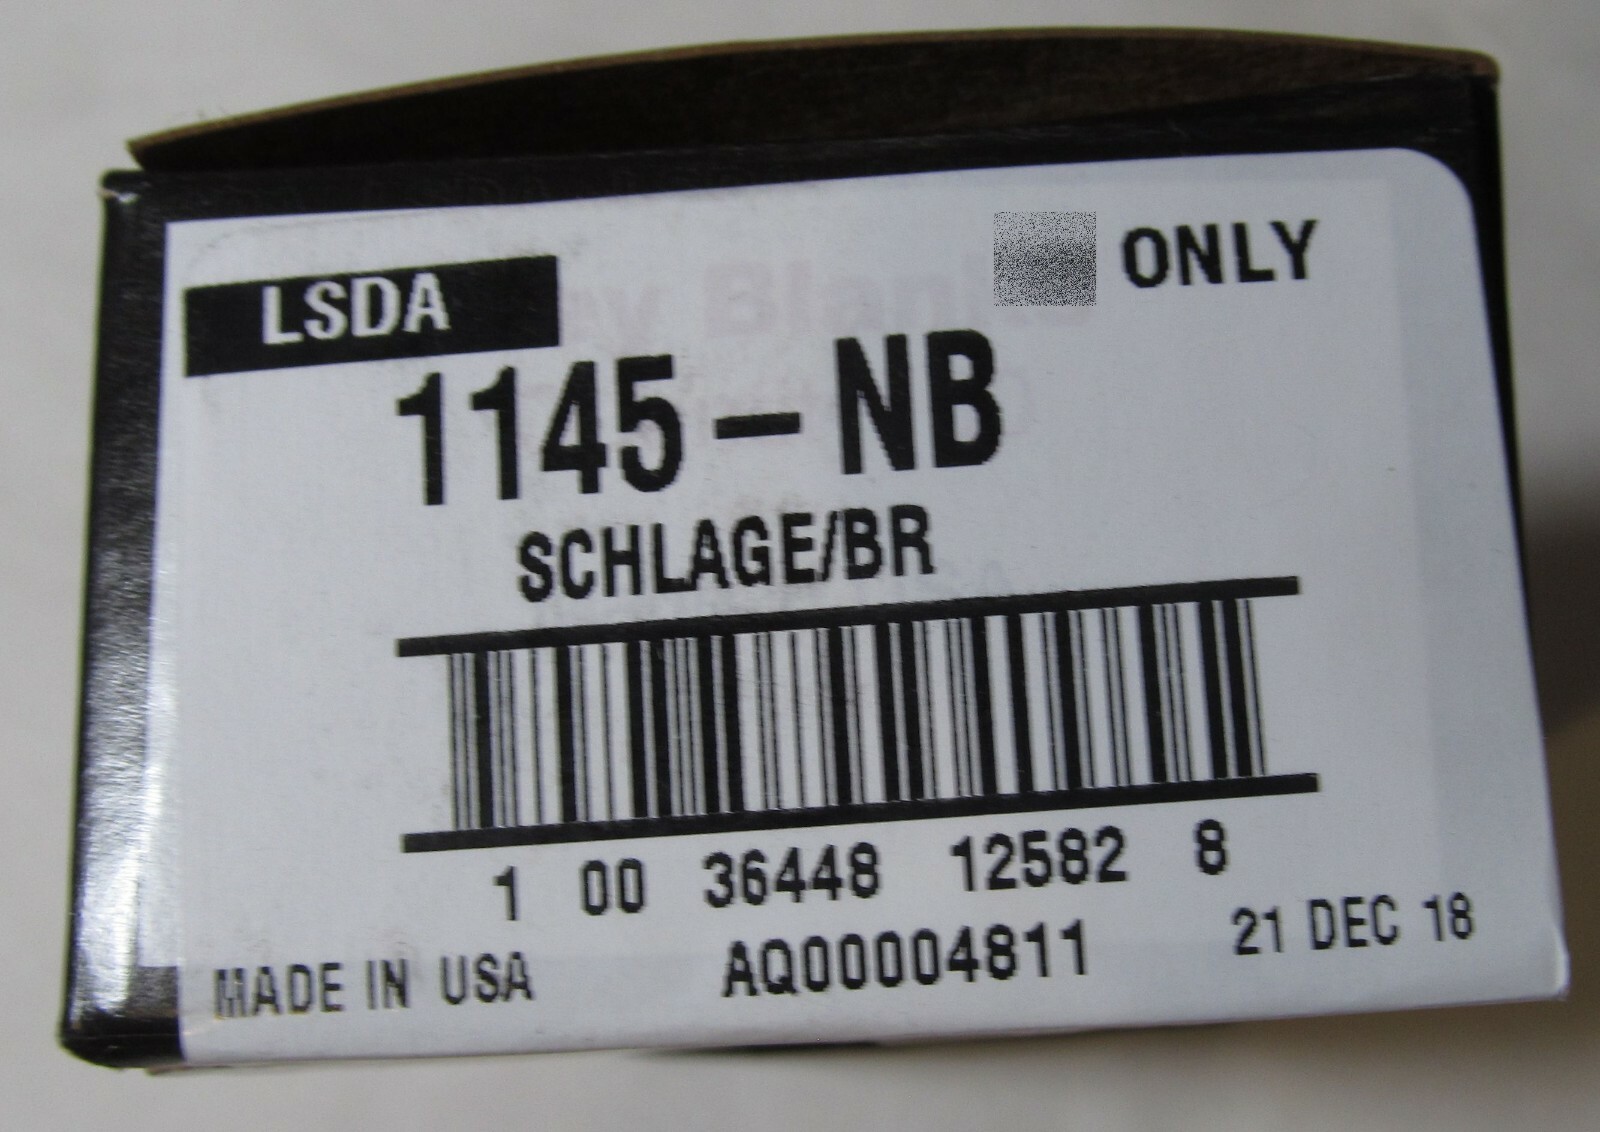 ONLY
LSDA
1145-NB
SCHLAGE/BR
1 00 36448 12582 8
MADE IN USA AQ00004811 21 DEC 18